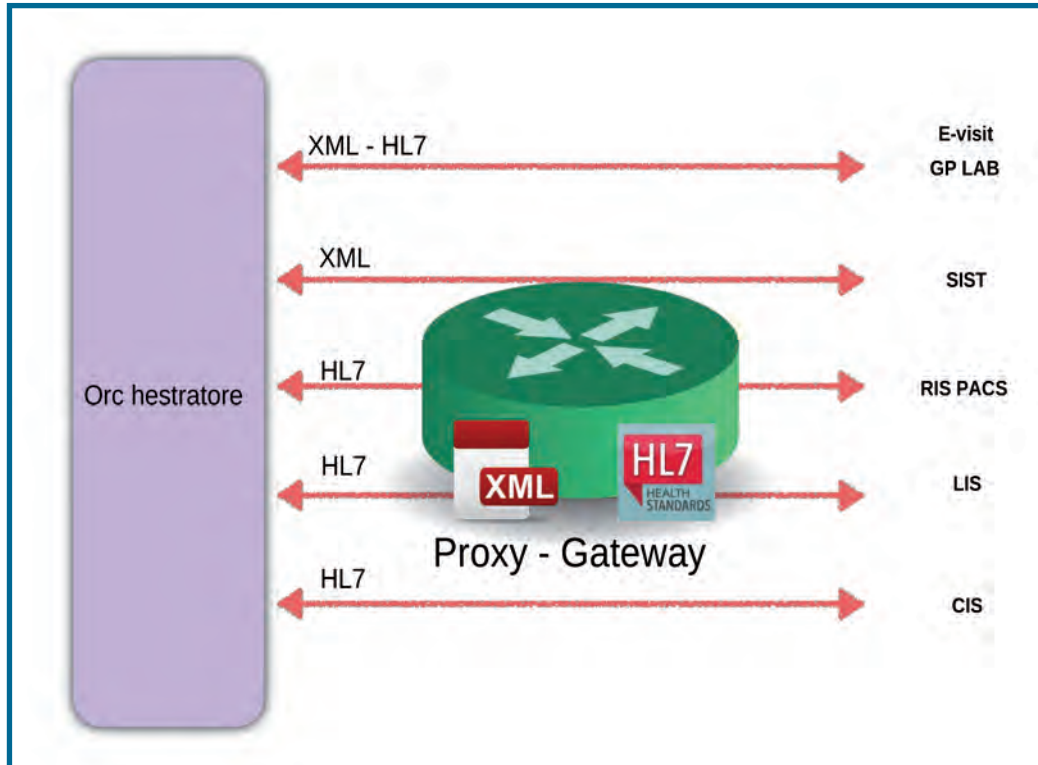 E-visit
XML - HL7
GP LAB
XML
SIST
HL7
Orc hestratore
RIS PACS
HL7
XML
HL7
HEALTH
STANDARDS
LIS
Proxy - Gateway
HL7
CIS